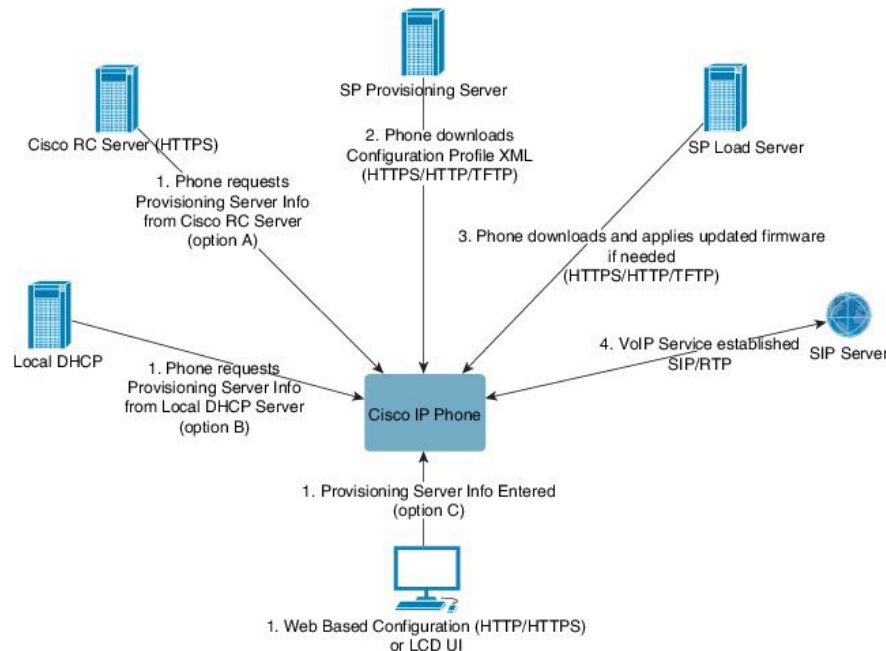 SP Provisioning Server
Cisco RC Server (HTTPS)
SP Load Server
2. Phone downloads
Configuration Profile XML
(HTTPS/HTTP/TFTP)
1. Phone requests
Provisioning Server Info
from Cisco RC Server
(option A)
3. Phone downloads and applies updated firmware
if needed
(HTTPS/HTTP/TFTP)
Local DHCP
1. Phone requests
Provisioning Server Info
from Local DHCP Server
(option B)
4. VoIP Service established
SIP/RTP
SIP Server
Cisco IP Phone
1. Provisioning Server Info Entered
(option C)
1. Web Based Configuration (HTTP/HTTPS)
or LCD UI